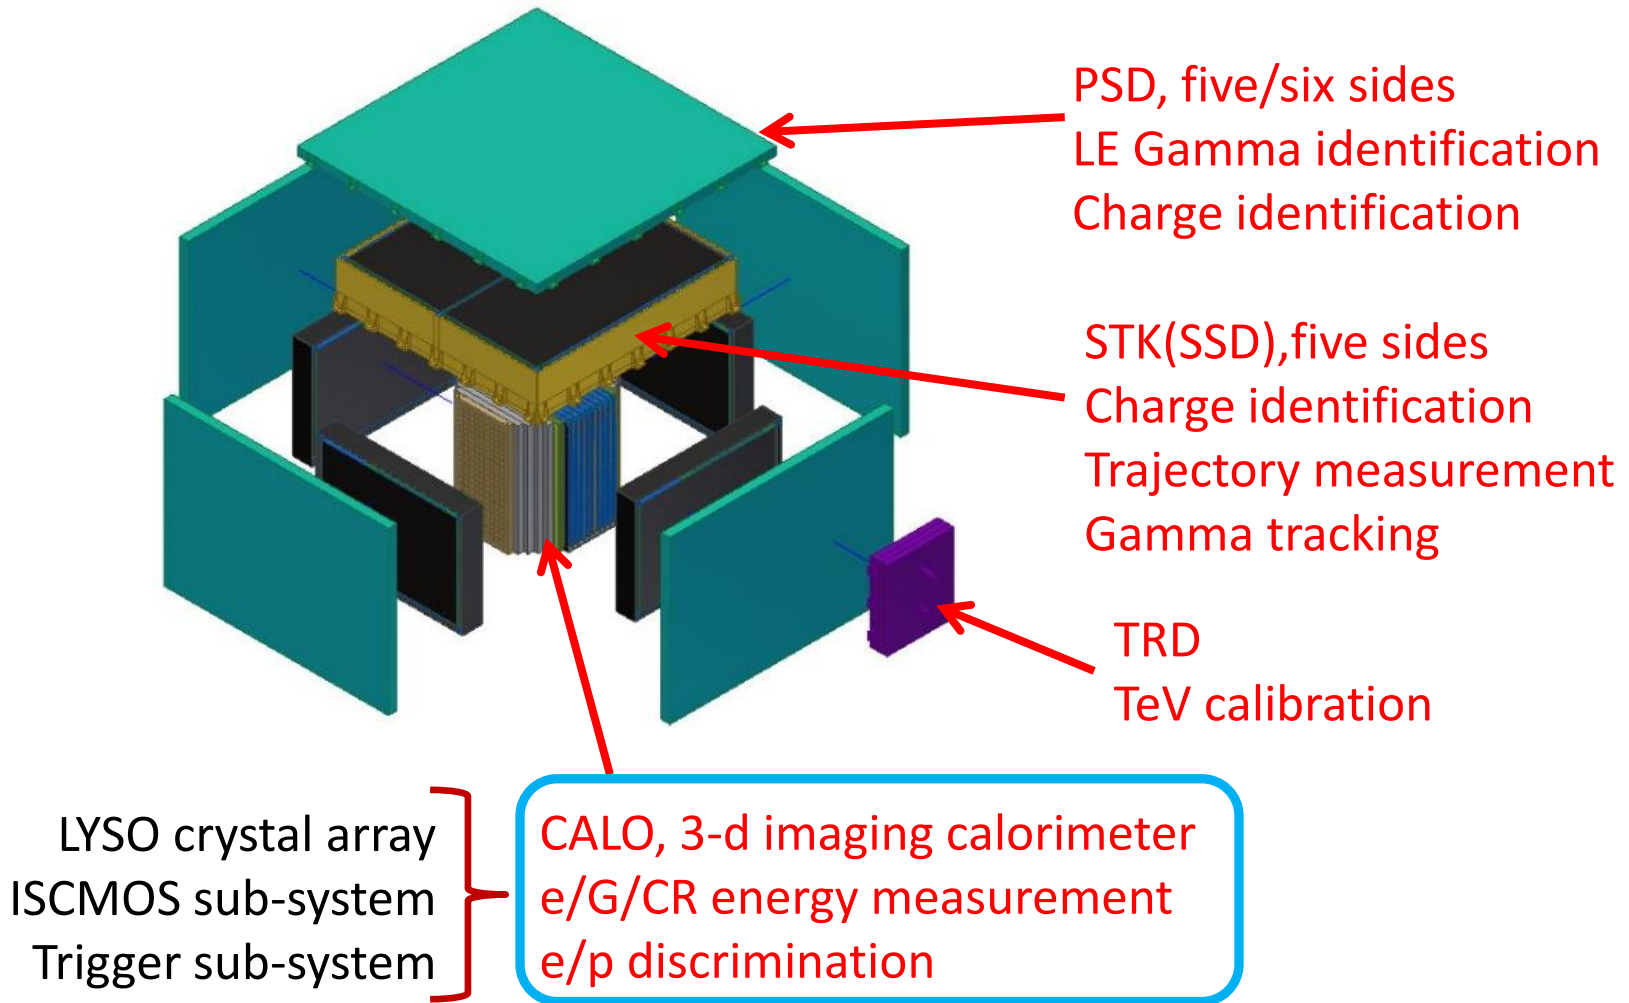 PSD, five/six sides
LE Gamma identification
Charge identification
STK(SSD),five sides
Charge identification
Trajectory measurement
Gamma tracking
TRD
TeV calibration
LYSO crystal array
ISCMOS sub-system
Trigger sub-system
CALO, 3-d imaging calorimeter
e/G/CR energy measurement
e/p discrimination